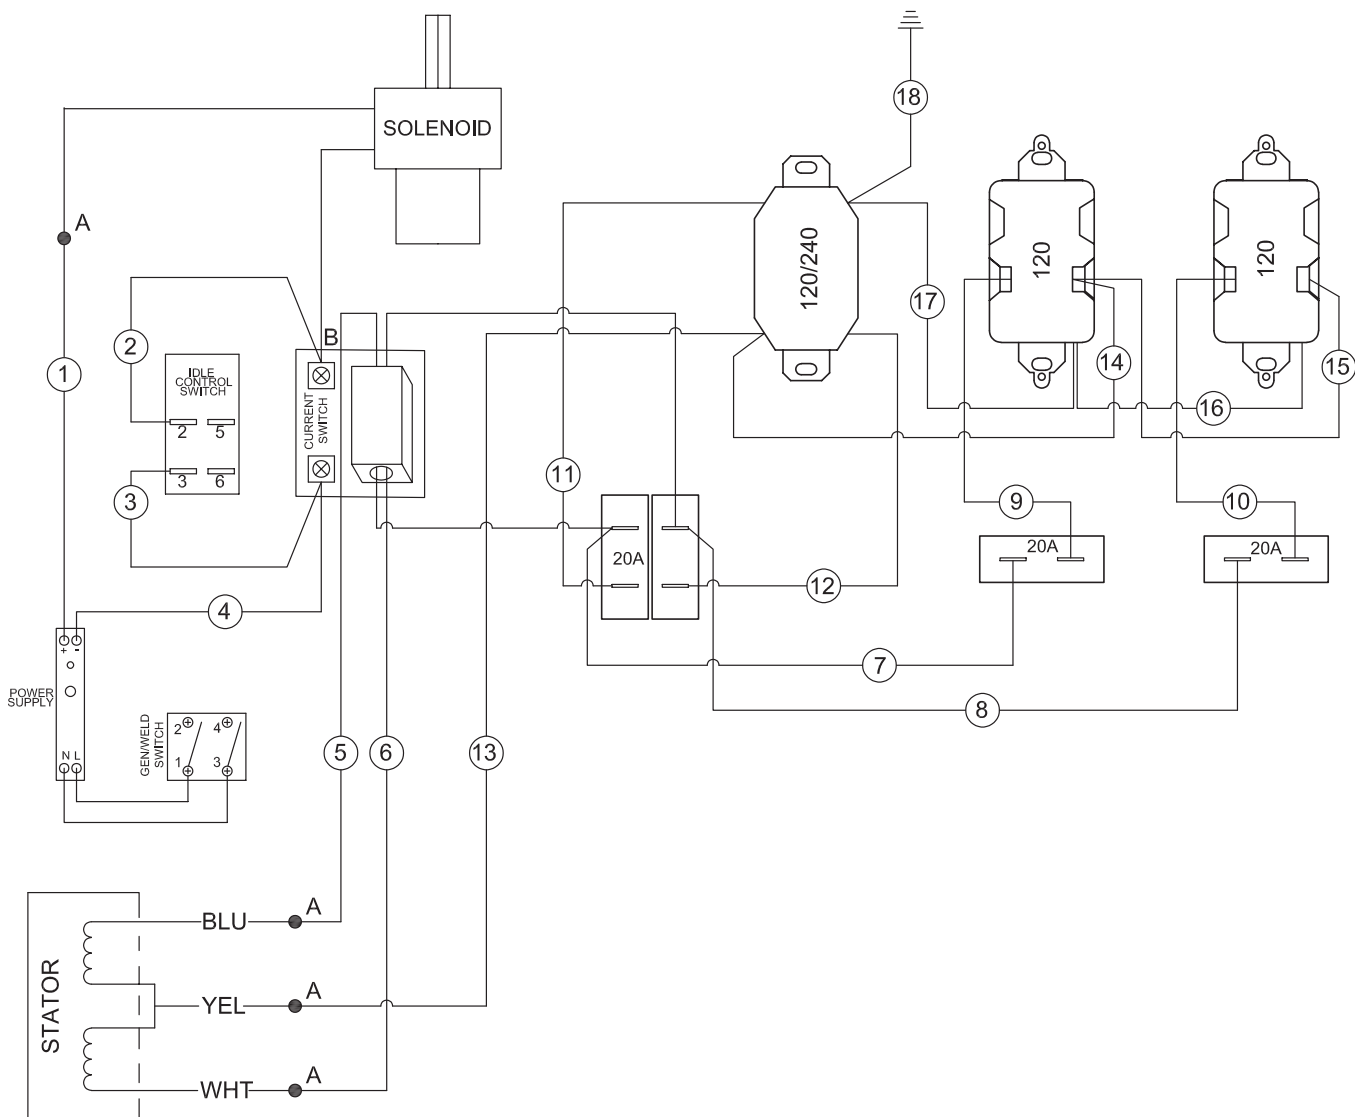 18
SOLENOID
A
120/240
120
120
17
B
2
1
IDLE
CONTROL
SWITCH
2 5
3 6
CURRENT
SWITCH
14
15
16
11
3
9
10
20A
20A
20A
12
4
7
8
+ -
POWER
SUPPLY
N L
GEN/WELD
SWITCH
2 4
1 3
5
6
13
STATOR
BLU
A
YEL
A
WHT
A